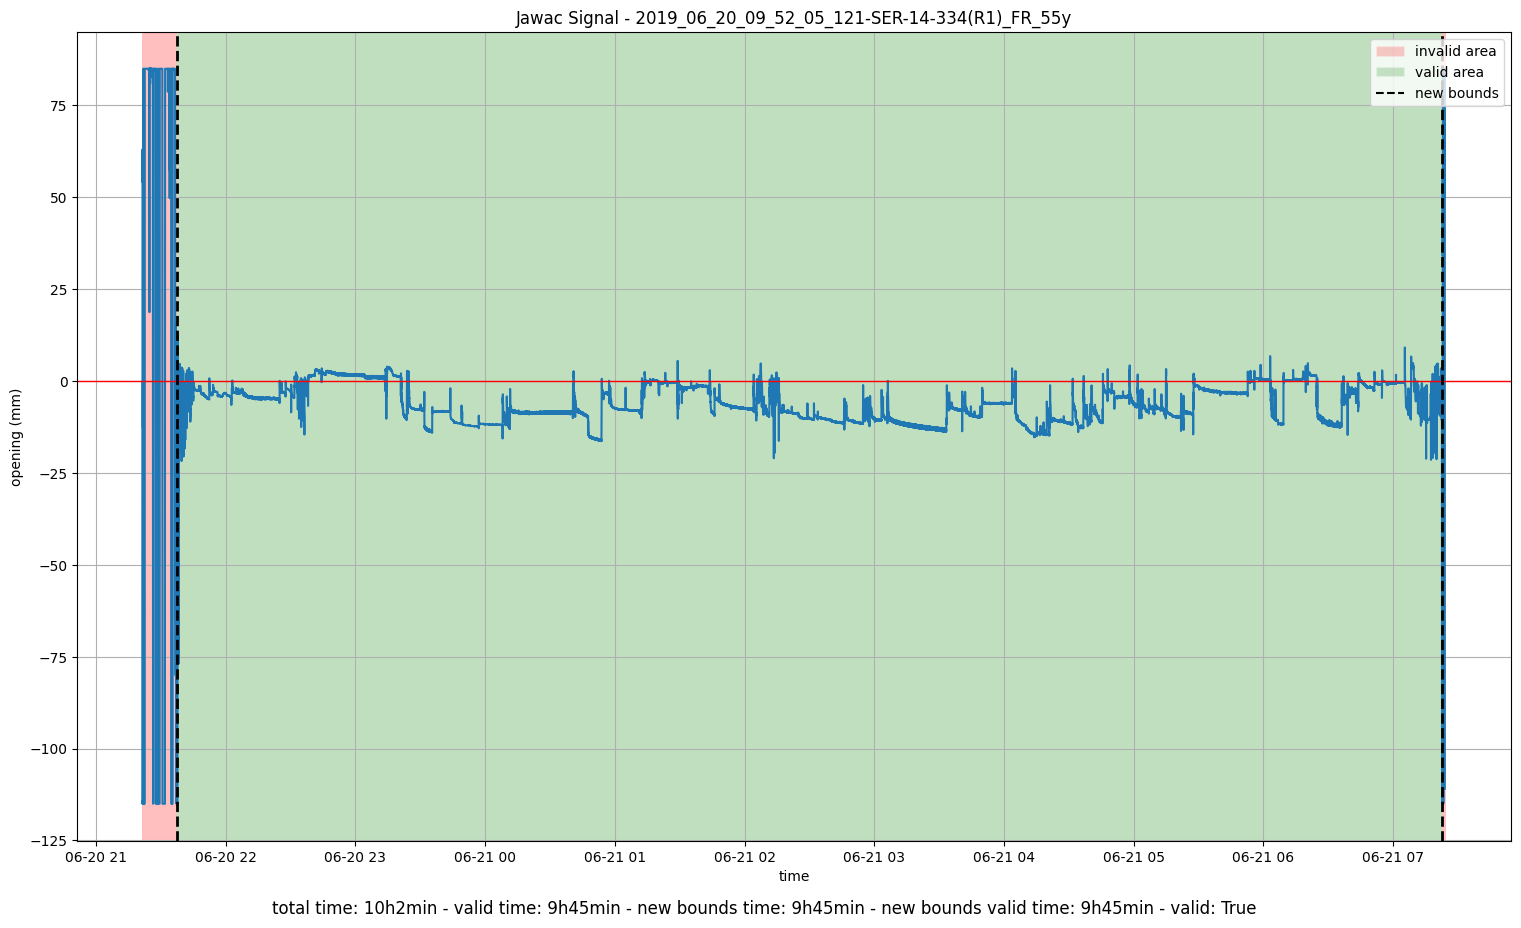 Jawac Signal - 2019_06_20_09_52_05_121-SER-14-334(R1)_FR_55y
invalid area
valid area
new bounds
opening (mm)
75
50
25
0
−25
−50
−75
−100
−125
06-20 21 06-20 22 06-20 23 06-21 00 06-21 01 06-21 02 06-21 03 06-21 04 06-21 05 06-21 06 06-21 07
time
total time: 10h2min - valid time: 9h45min - new bounds time: 9h45min - new bounds valid time: 9h45min - valid: True